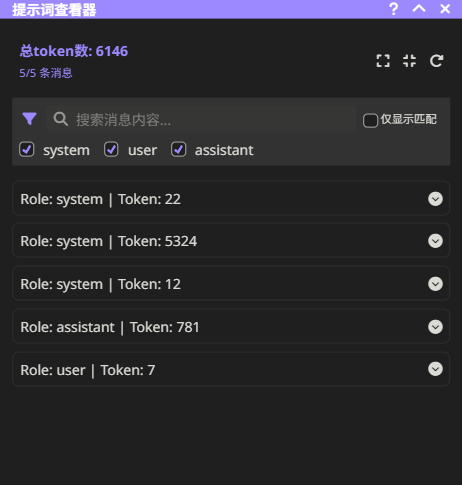 提示词查看器
总token数: 6146
5/5 条消息
搜索消息内容...
仅显示匹配
system
user
assistant
Role: system | Token: 22
Role: system | Token: 5324
Role: system | Token: 12
Role: assistant | Token: 781
Role: user | Token: 7